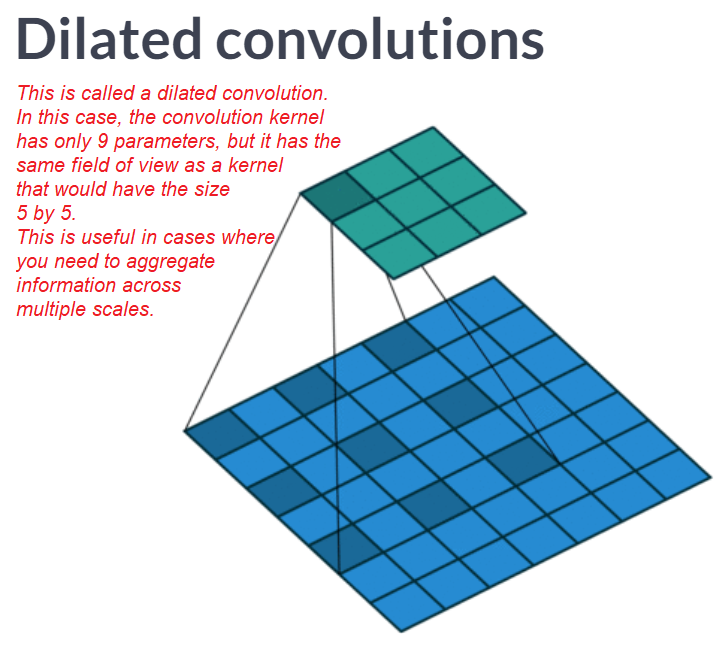 Dilated convolutions
This is called a dilated convolution.
In this case, the convolution kernel
has only 9 parameters, but it has the
same field of view as a kernel
that would have the size
5 by 5.
This is useful in cases where
you need to aggregate
information across
multiple scales.